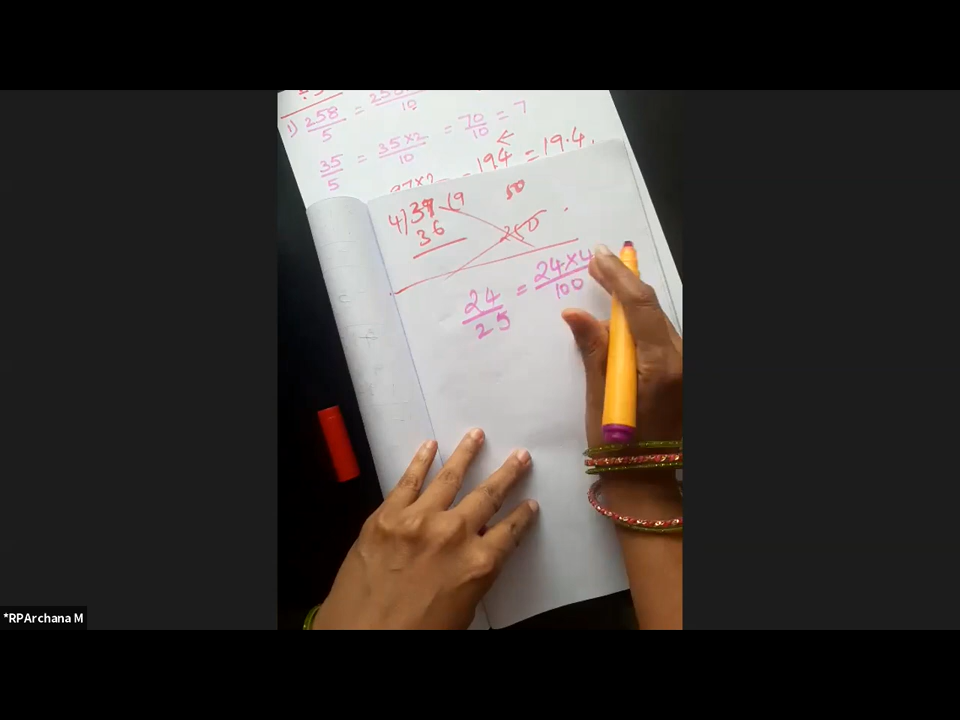 1) 258/5 = /10
35/5 = 35×2/10 = 70/10 = 7
194 = 19.4
4)39(9 50
36
24/25 = 24×4/100
*RPArchana M